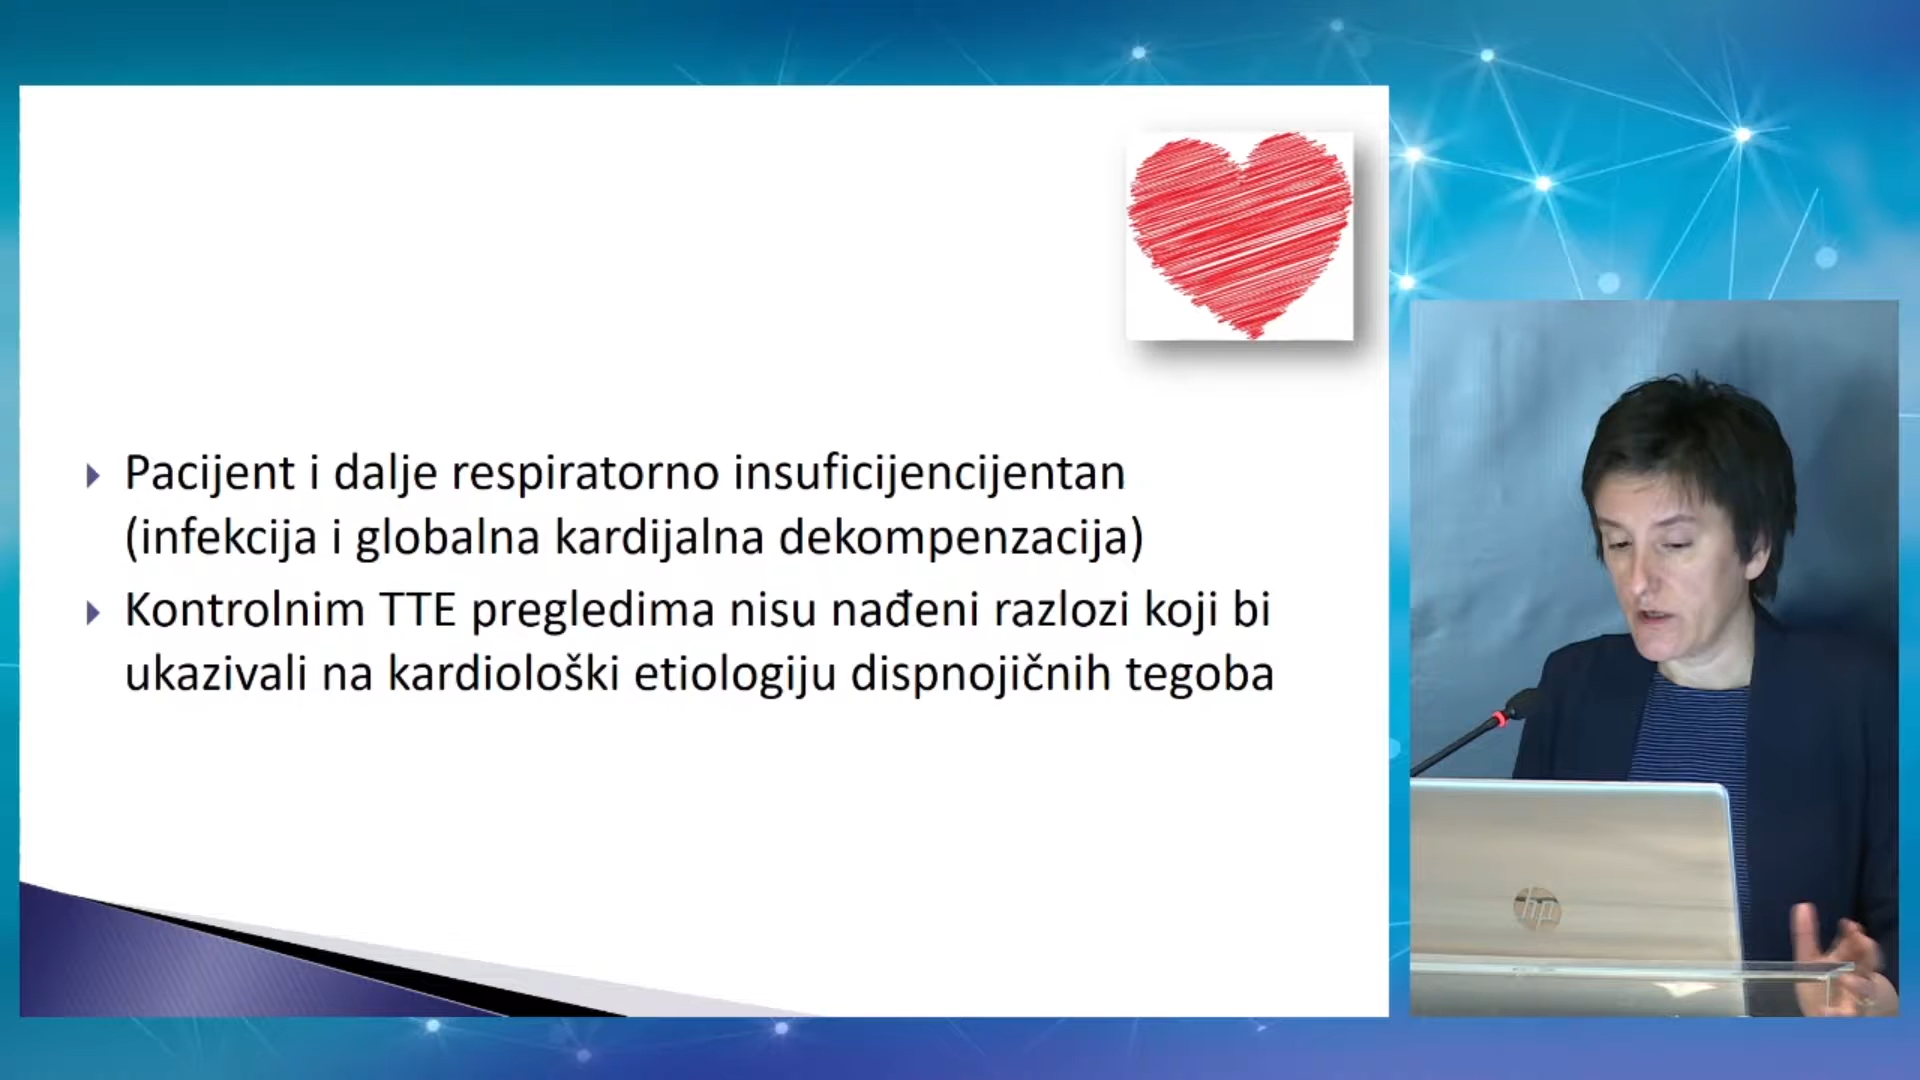 Pacijent i dalje respiratorno insuficijencijentan
(infekcija i globalna kardijalna dekompenzacija)
Kontrolnim TTE pregledima nisu nađeni razlozi koji bi
ukazivali na kardiološki etiologiju dispnojičnih tegoba
hp